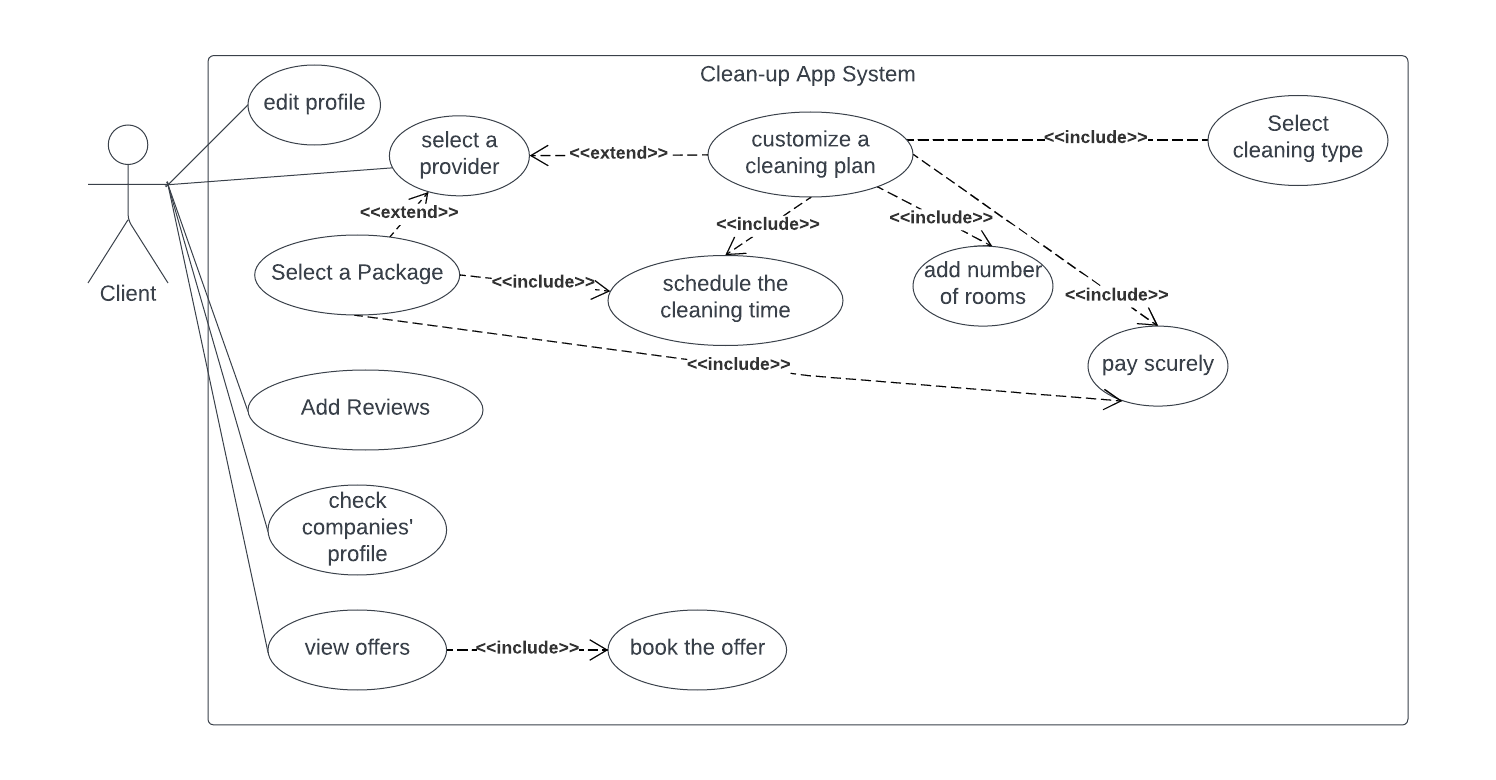 Clean-up App System
edit profile
select a
provider
<<extend>>
customize a
cleaning plan
<<include>>
Select
cleaning type
<<extend>>
<<include>>
<<include>>
Select a Package
<<include>>
schedule the
cleaning time
add number
of rooms
<<include>>
Client
<<include>>
pay scurely
Add Reviews
check
companies'
profile
view offers
<<include>>
book the offer